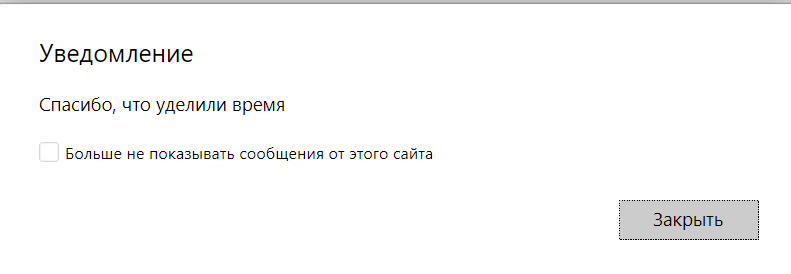 Уведомление
Спасибо, что уделили время
Больше не показывать сообщения от этого сайта
Закрыть